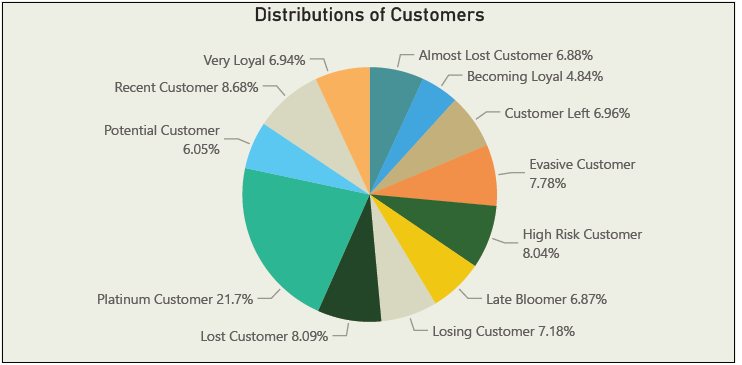 Distributions of Customers
Almost Lost Customer 6.88%
Becoming Loyal 4.84%
Customer Left 6.96%
Evasive Customer
7.78%
High Risk Customer
8.04%
Late Bloomer 6.87%
Losing Customer 7.18%
Lost Customer 8.09%
Platinum Customer 21.7%
Potential Customer
6.05%
Recent Customer 8.68%
Very Loyal 6.94%